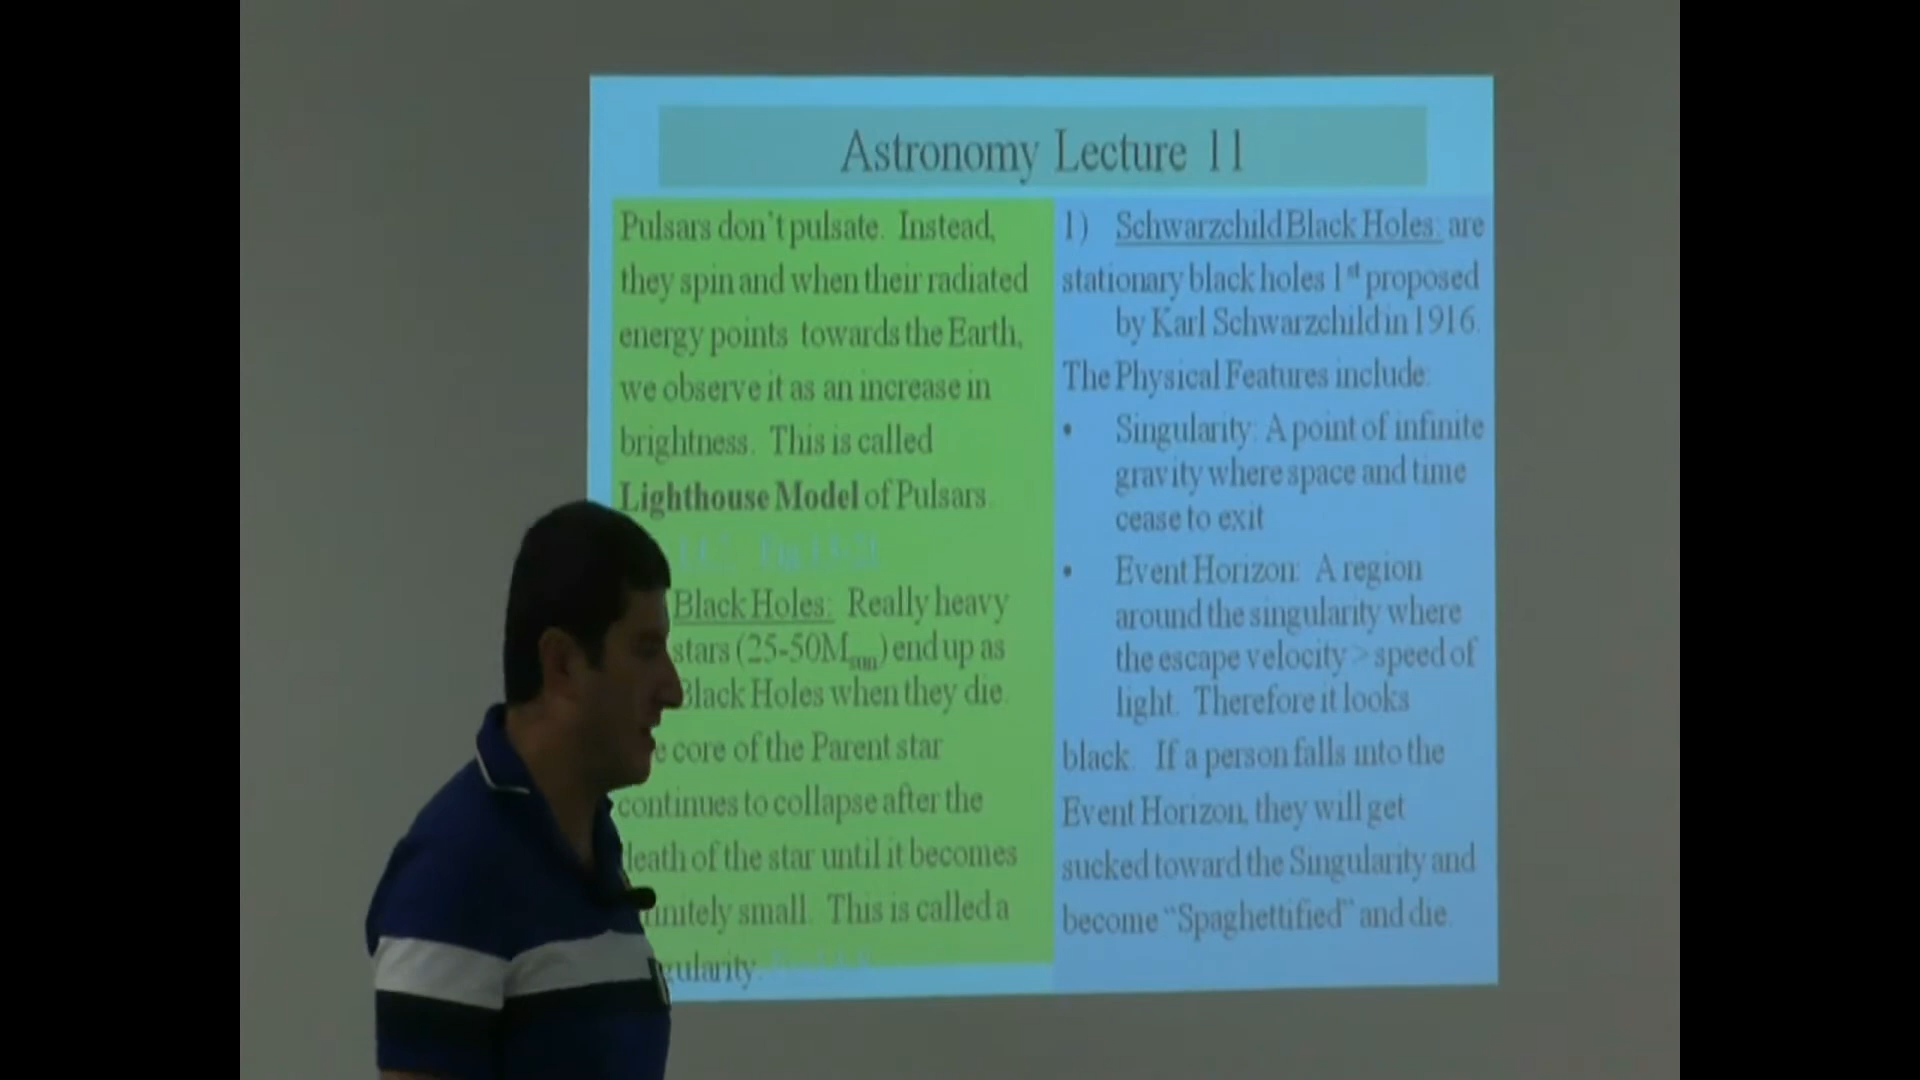 Astronomy Lecture 11
Pulsars don't pulsate. Instead,
they spin and when their radiated
energy points towards the Earth,
we observe it as an increase in
brightness. This is called
Lighthouse Model of Pulsars.
Black Holes: Really heavy
stars (25-50Msun) end up as
Black Holes when they die.
core of the Parent star
continues to collapse after the
death of the star until it becomes
small. This is called a
1) Schwarzchild Black Holes: are
stationary black holes 1st proposed
by Karl Schwarzchild in 1916.
The Physical Features include:
• Singularity: A point of infinite
gravity where space and time
cease to exit
• Event Horizon: A region
around the singularity where
the escape velocity > speed of
light. Therefore it looks
black. If a person falls into the
Event Horizon, they will get
sucked toward the Singularity and
become "Spaghettified" and die.